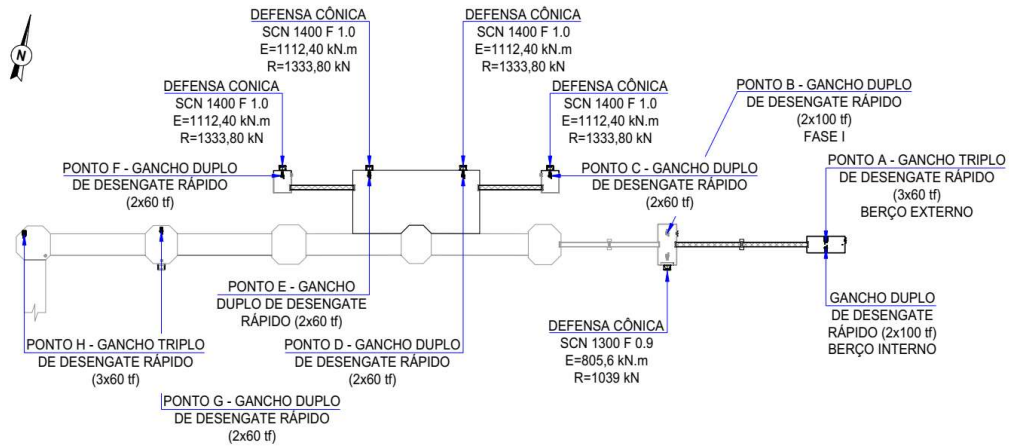 DEFENSA CÔNICA
SCN 1400 F 1.0
E=1112,40 kN.m
R=1333,80 kN
DEFENSA CÔNICA
SCN 1400 F 1.0
E=1112,40 kN.m
R=1333,80 kN
N
DEFENSA CONICA
SCN 1400 F 1.0
E=1112,40 kN.m
R=1333,80 kN
DEFENSA CÔNICA
SCN 1400 F 1.0
E=1112,40 kN.m
R=1333,80 kN
PONTO B - GANCHO DUPLO
DE DESENGATE RÁPIDO
(2x100 tf)
FASE I
PONTO F - GANCHO DUPLO
DE DESENGATE RÁPIDO
(2x60 tf)
PONTO C - GANCHO DUPLO
DE DESENGATE RÁPIDO
(2x60 tf)
PONTO A - GANCHO TRIPLO
DE DESENGATE RÁPIDO
(3x60 tf)
BERÇO EXTERNO
PONTO E - GANCHO
DUPLO DE DESENGATE
RÁPIDO (2x60 tf)
GANCHO DUPLO
DE DESENGATE
RÁPIDO (2x100 tf)
BERÇO INTERNO
DEFENSA CÔNICA
SCN 1300 F 0.9
E=805,6 kN.m
R=1039 kN
PONTO H - GANCHO TRIPLO
DE DESENGATE RÁPIDO
(3x60 tf)
PONTO D - GANCHO DUPLO
DE DESENGATE RÁPIDO
(2x60 tf)
PONTO G - GANCHO DUPLO
DE DESENGATE RÁPIDO
(2x60 tf)